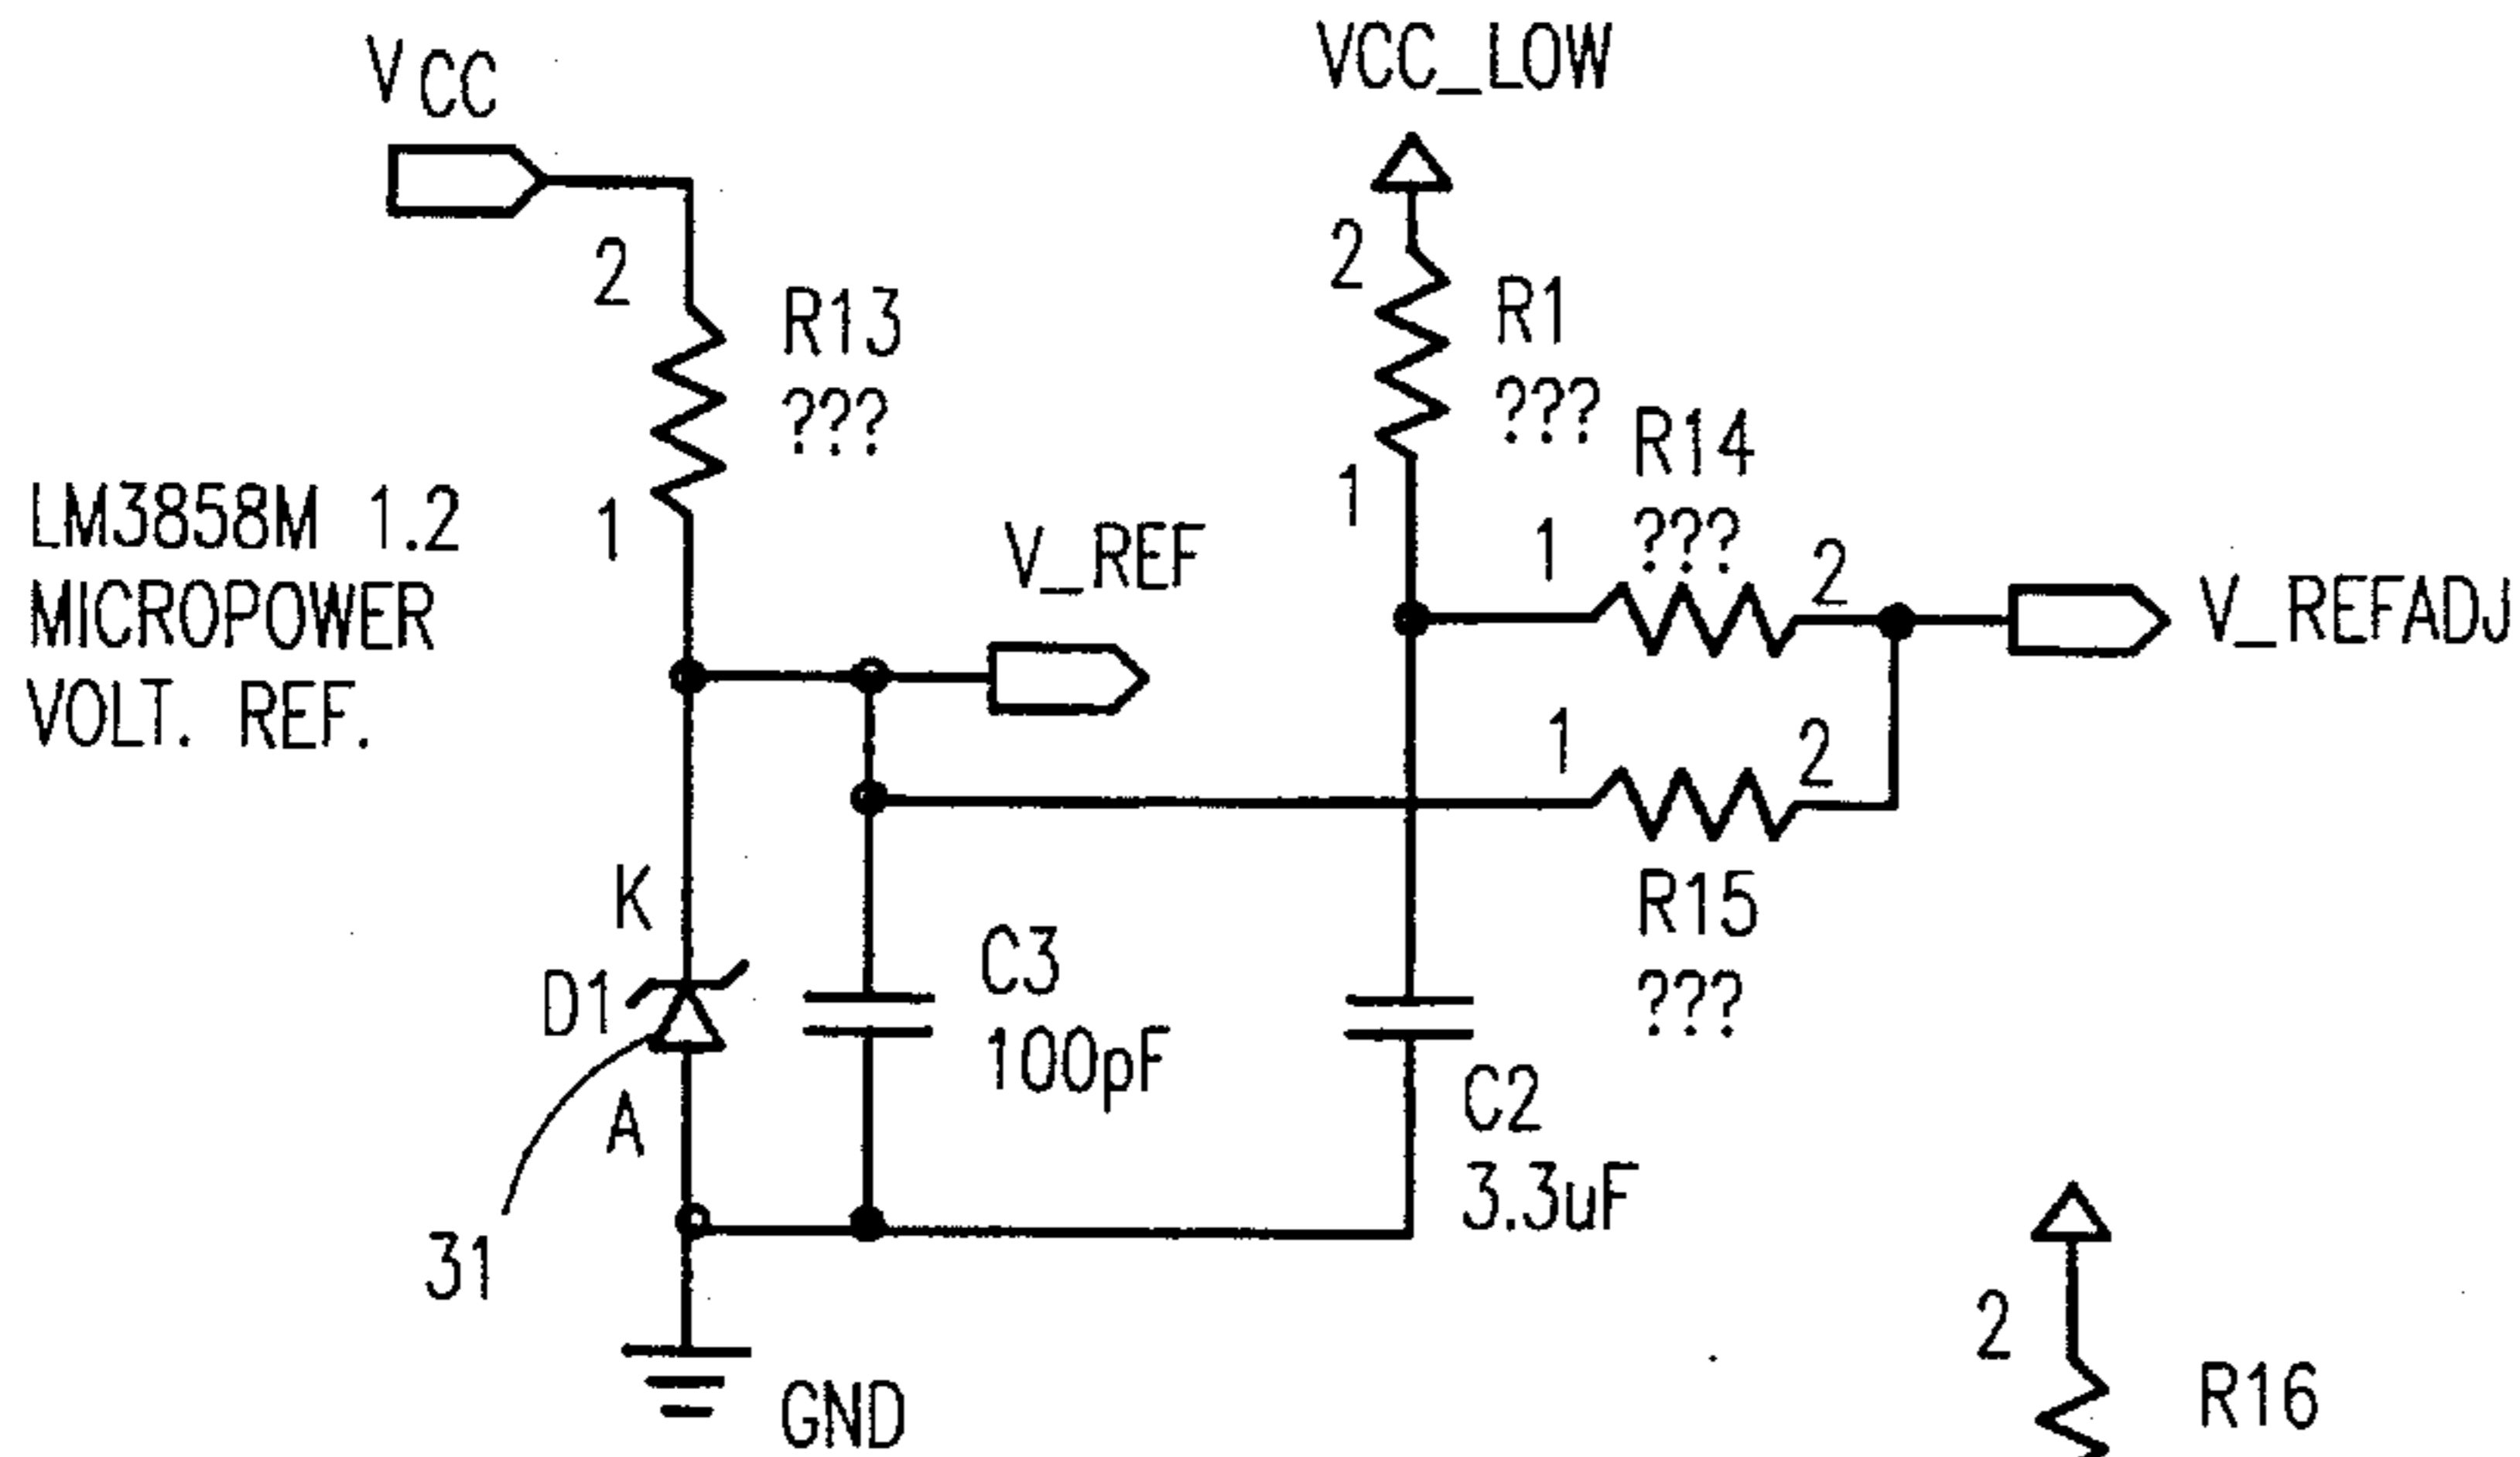 VCC
VCC_LOW
2
R13
???
1
2
R1
???
1
R14
???
1
2
V_REFADJ
LM3858M 1.2
MICROPOWER
VOLT. REF.
V_REF
1
2
R15
???
K
D1
A
31
C3
100pF
C2
3.3uF
GND
2
R16